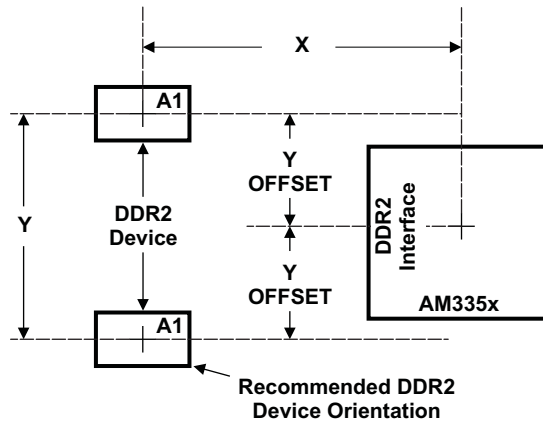 X
A1
Y
OFFSET
DDR2
Interface
Y
DDR2
Device
Y
OFFSET
A1
AM335x
Recommended DDR2
Device Orientation